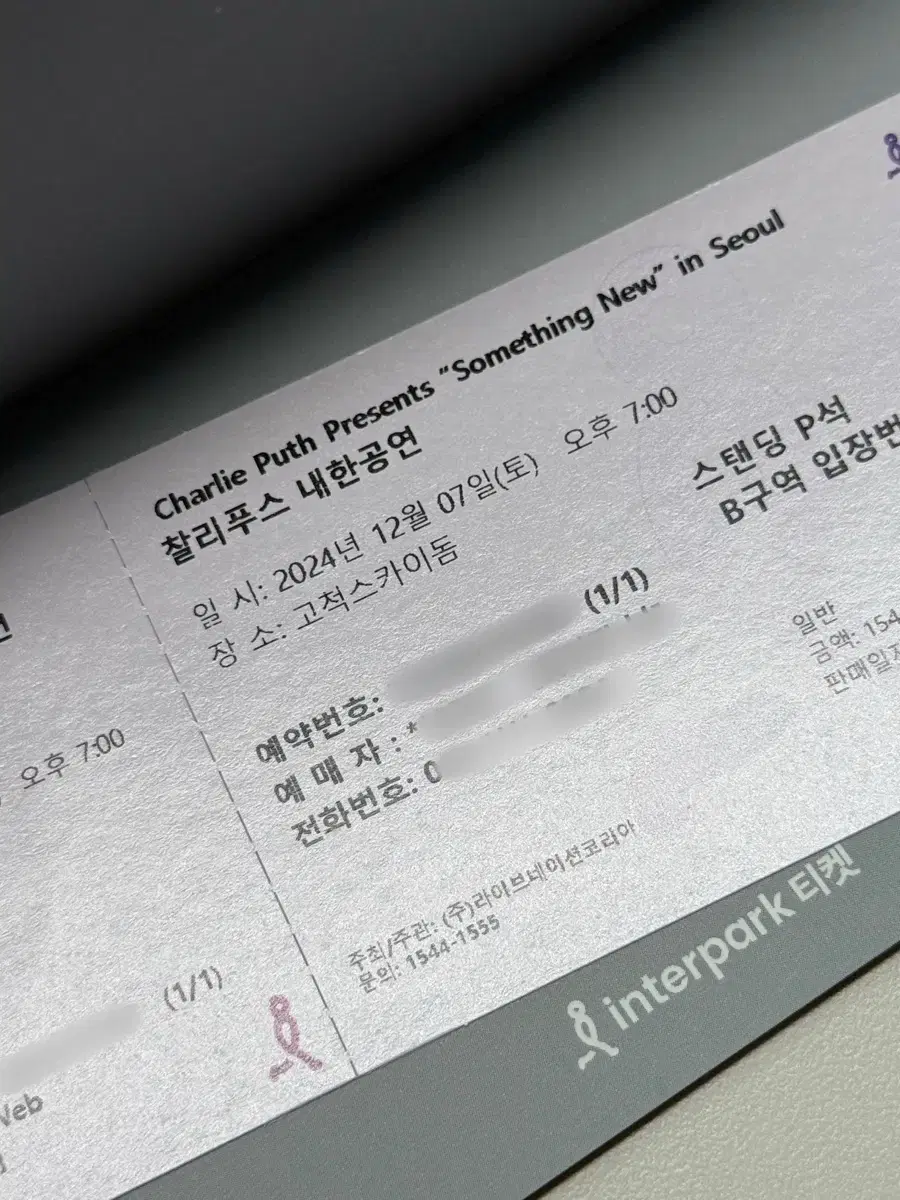 Charlie Puth Presents “Something New” in Seoul
찰리푸스 내한공연
일 시: 2024년 12월 07일(토) 오후 7:00
장 소: 고척스카이돔
스탠딩 P석
B구역 입장번
(1/1)
예약번호:
예 매 자 : *
전화번호: 0
일반
금액: 154
판매일자
주최/주관: (주)라이브네이션코리아
문의: 1544-1555
오후 7:00
(1/1)
Web
interpark 티켓